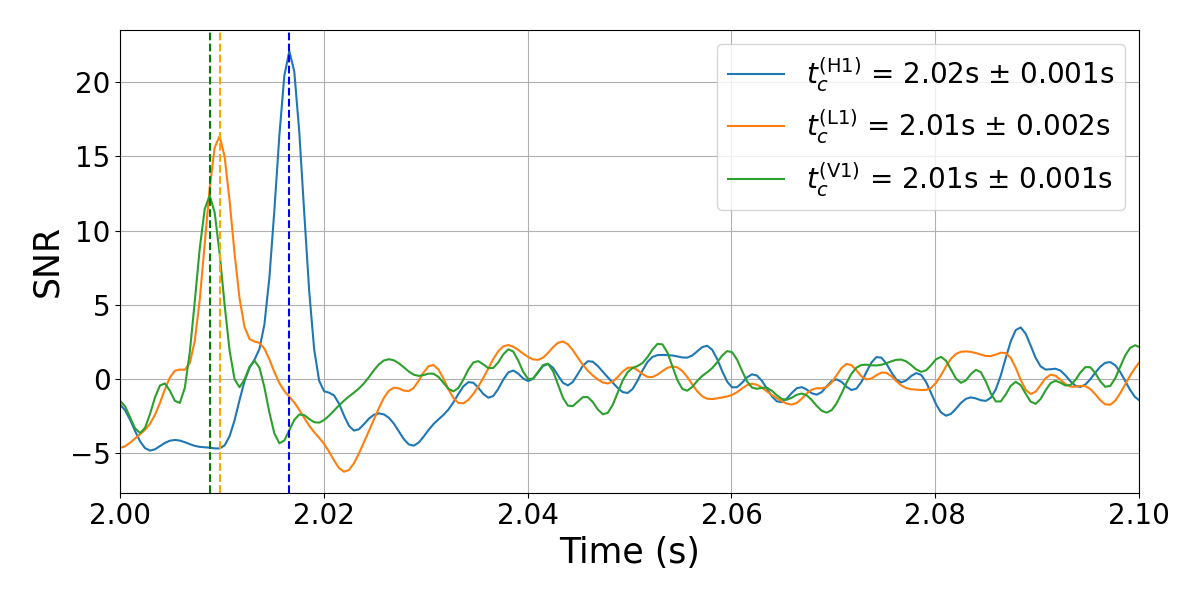 20
15
10
5
0
−5
SNR
t_c^(H1) = 2.02s ± 0.001s
t_c^(L1) = 2.01s ± 0.002s
t_c^(V1) = 2.01s ± 0.001s
2.00 2.02 2.04 2.06 2.08 2.10
Time (s)